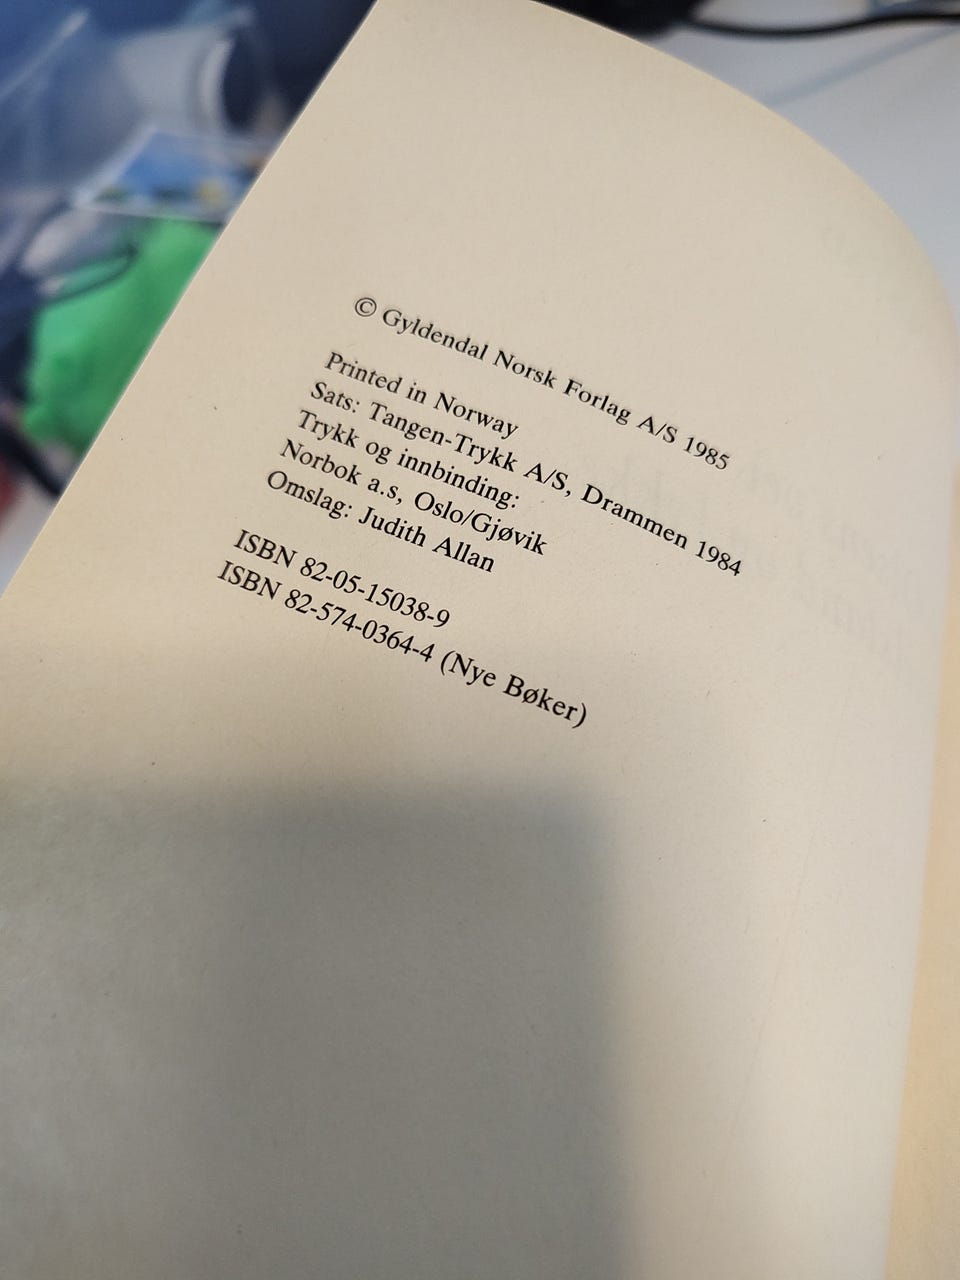 © Gyldendal Norsk Forlag A/S 1985
Printed in Norway
Sats: Tangen-Trykk A/S, Drammen 1984
Trykk og innbinding:
Norbok a.s, Oslo/Gjøvik
Omslag: Judith Allan
ISBN 82-05-15038-9
ISBN 82-574-0364-4 (Nye Bøker)